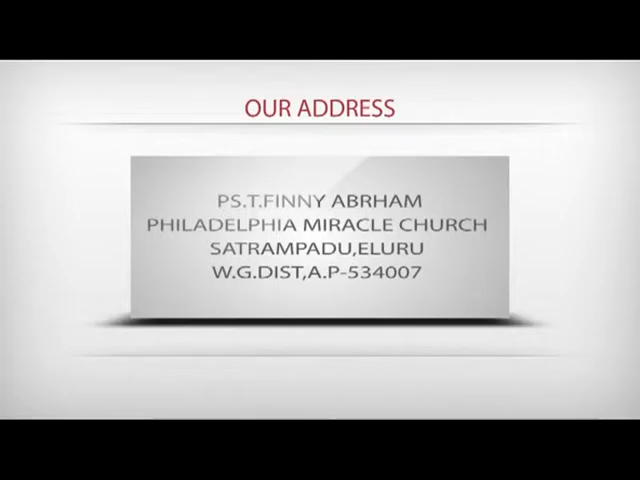 OUR ADDRESS
PS.T.FINNY ABRHAM
PHILADELPHIA MIRACLE CHURCH
SATRAMPADU,ELURU
W.G.DIST,A.P-534007